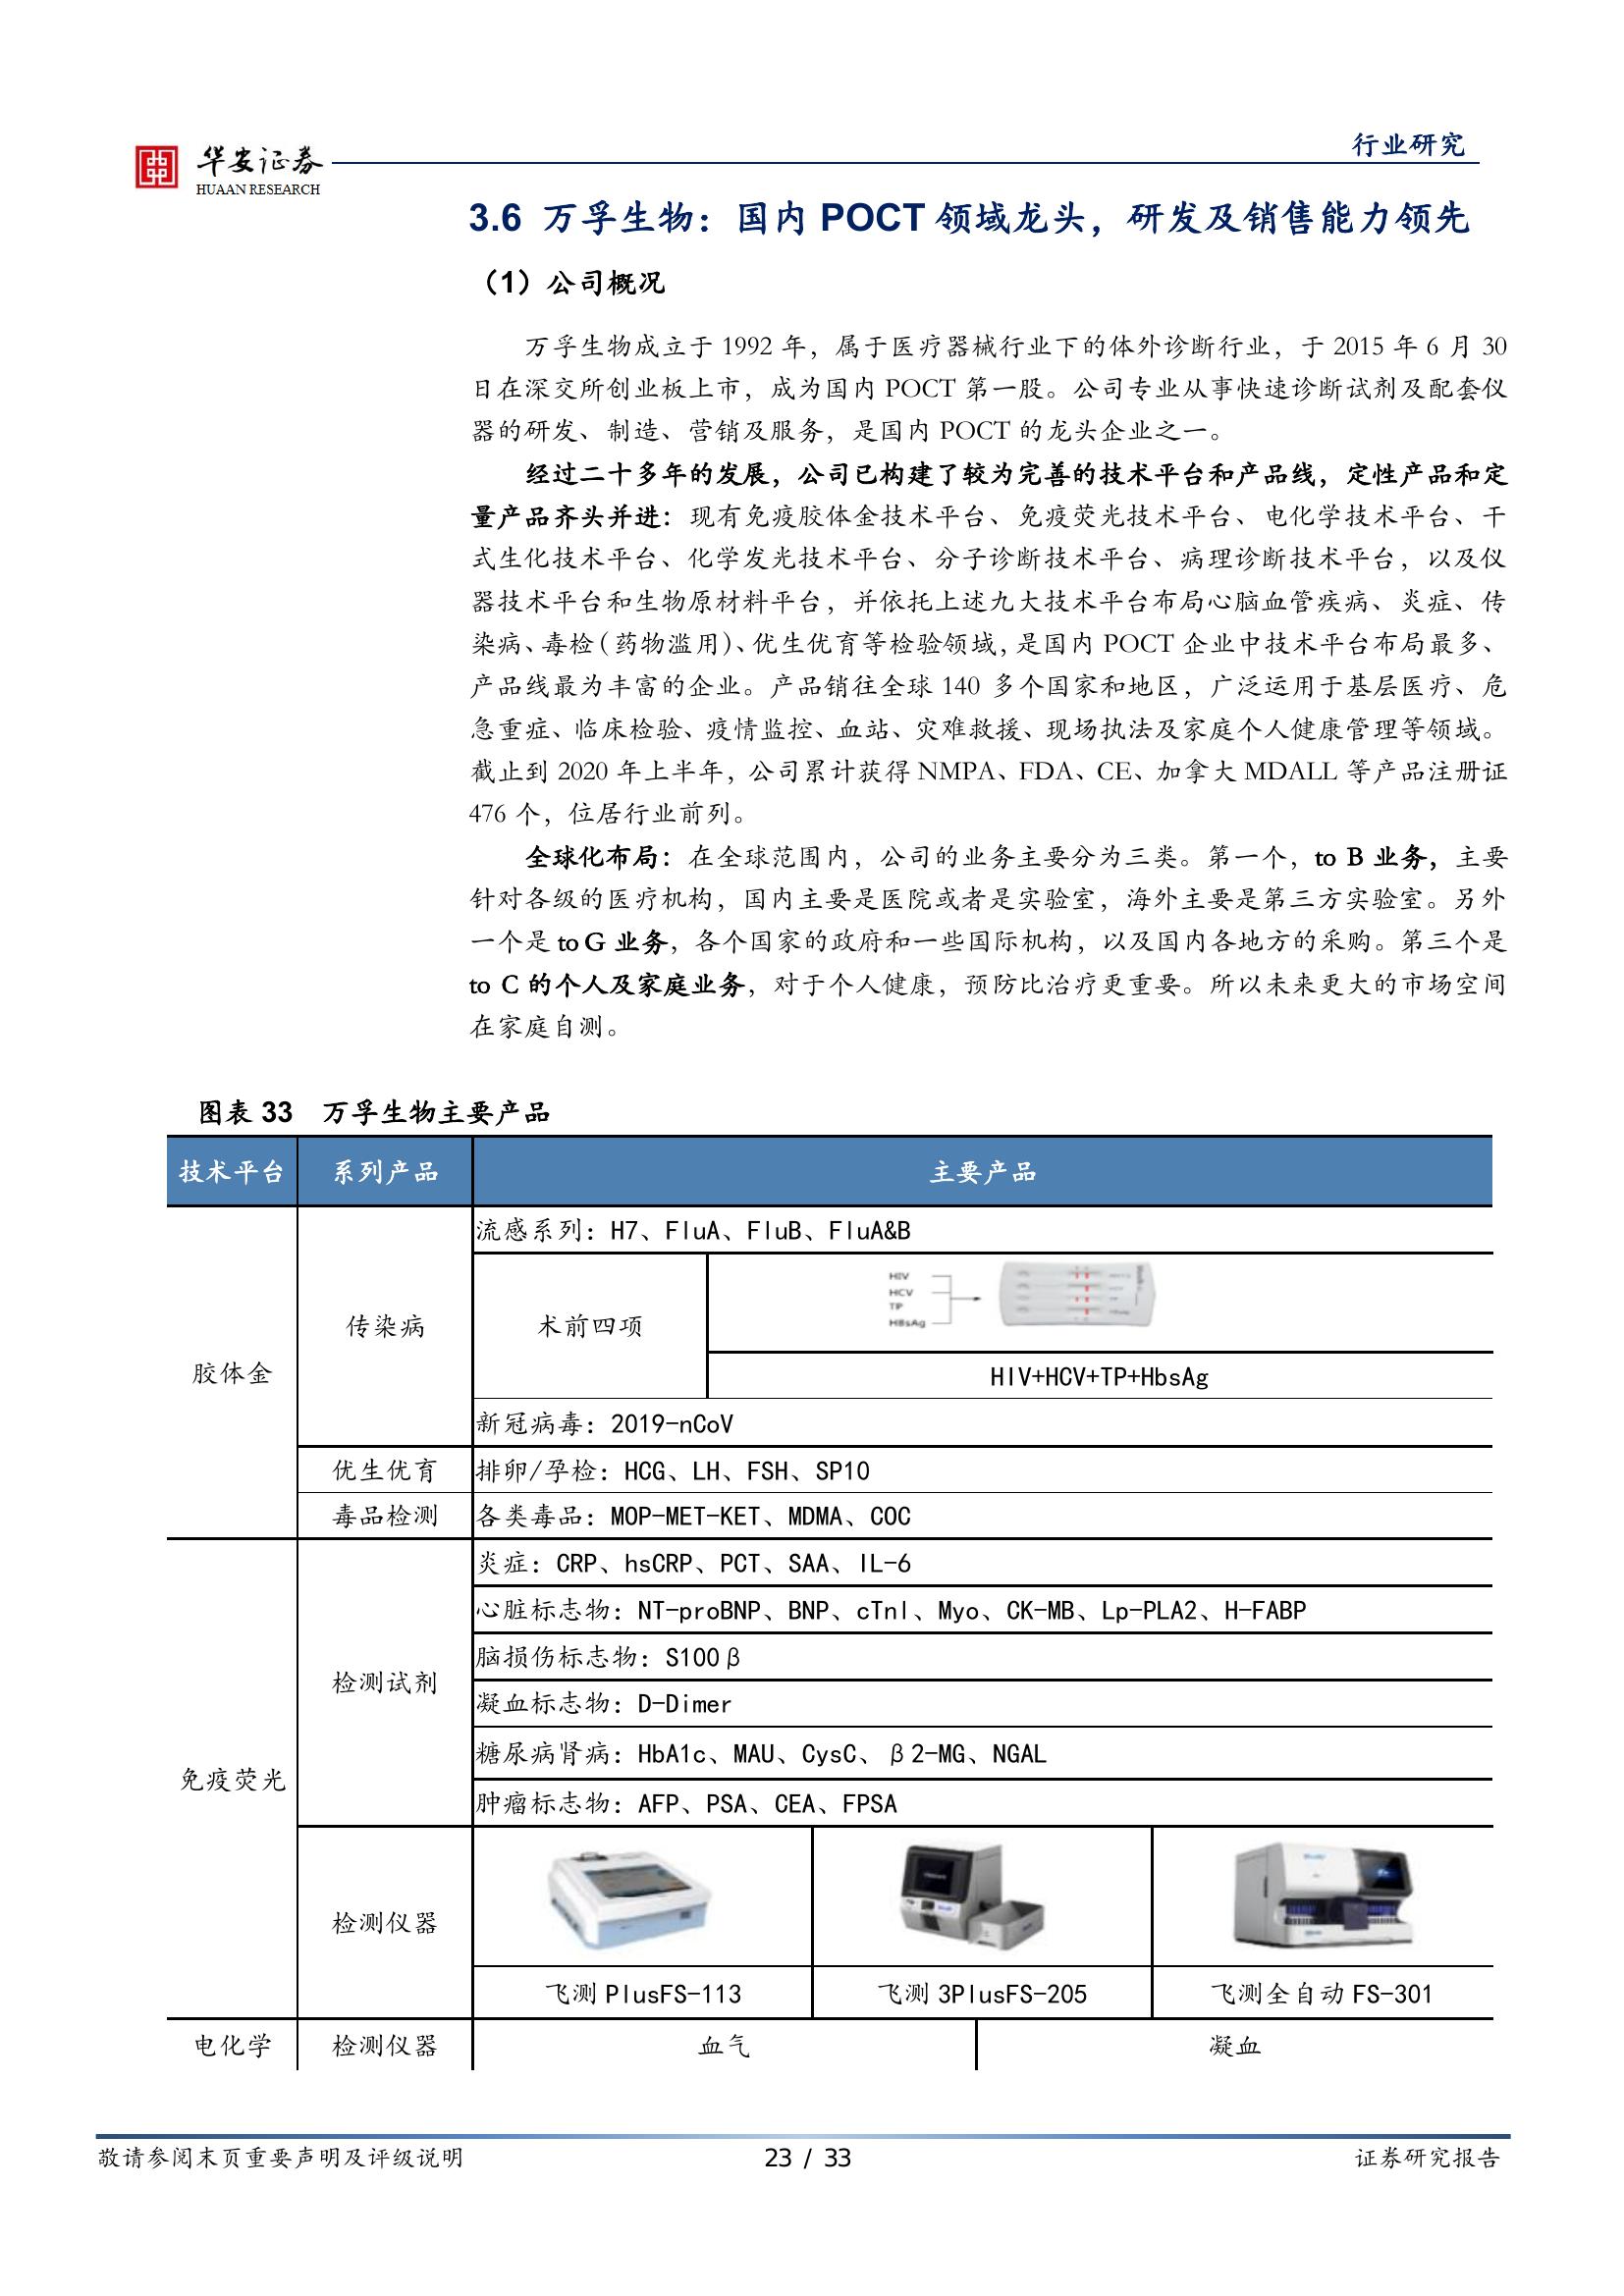 华安证券
HUAAN RESEARCH
行业研究
3.6 万孚生物：国内 POCT 领域龙头，研发及销售能力领先
（1）公司概况
万孚生物成立于 1992 年，属于医疗器械行业下的体外诊断行业，于 2015 年 6 月 30
日在深交所创业板上市，成为国内 POCT 第一股。公司专业从事快速诊断试剂及配套仪
器的研发、制造、营销及服务，是国内 POCT 的龙头企业之一。
经过二十多年的发展，公司已构建了较为完善的技术平台和产品线，定性产品和定
量产品齐头并进：现有免疫胶体金技术平台、免疫荧光技术平台、电化学技术平台、干
式生化技术平台、化学发光技术平台、分子诊断技术平台、病理诊断技术平台，以及仪
器技术平台和生物原材料平台，并依托上述九大技术平台布局心脑血管疾病、炎症、传
染病、毒检（药物滥用）、优生优育等检验领域，是国内 POCT 企业中技术平台布局最多、
产品线最为丰富的企业。产品销往全球 140 多个国家和地区，广泛运用于基层医疗、危
急重症、临床检验、疫情监控、血站、灾难救援、现场执法及家庭个人健康管理等领域。
截止到 2020 年上半年，公司累计获得 NMPA、FDA、CE、加拿大 MDALL 等产品注册证
476 个，位居行业前列。
全球化布局：在全球范围内，公司的业务主要分为三类。第一个，to B 业务，主要
针对各级的医疗机构，国内主要是医院或者是实验室，海外主要是第三方实验室。另外
一个是 to G 业务，各个国家的政府和一些国际机构，以及国内各地方的采购。第三个是
to C 的个人及家庭业务，对于个人健康，预防比治疗更重要。所以未来更大的市场空间
在家庭自测。
图表 33 万孚生物主要产品
技术平台 系列产品 主要产品
胶体金
传染病
流感系列：H7、FluA、FluB、FluA&B
术前四项
HIV
HCV
TP
HBsAg
HIV+HCV+TP+HbsAg
新冠病毒：2019-nCoV
优生优育 排卵/孕检：HCG、LH、FSH、SP10
毒品检测 各类毒品：MOP-MET-KET、MDMA、COC
免疫荧光
检测试剂
炎症：CRP、hsCRP、PCT、SAA、IL-6
心脏标志物：NT-proBNP、BNP、cTnI、Myo、CK-MB、Lp-PLA2、H-FABP
脑损伤标志物：S100β
凝血标志物：D-Dimer
糖尿病肾病：HbA1c、MAU、CysC、β2-MG、NGAL
肿瘤标志物：AFP、PSA、CEA、FPSA
检测仪器
飞测 PlusFS-113 飞测 3PlusFS-205 飞测全自动 FS-301
电化学 检测仪器 血气 凝血
敬请参阅末页重要声明及评级说明 23 / 33 证券研究报告